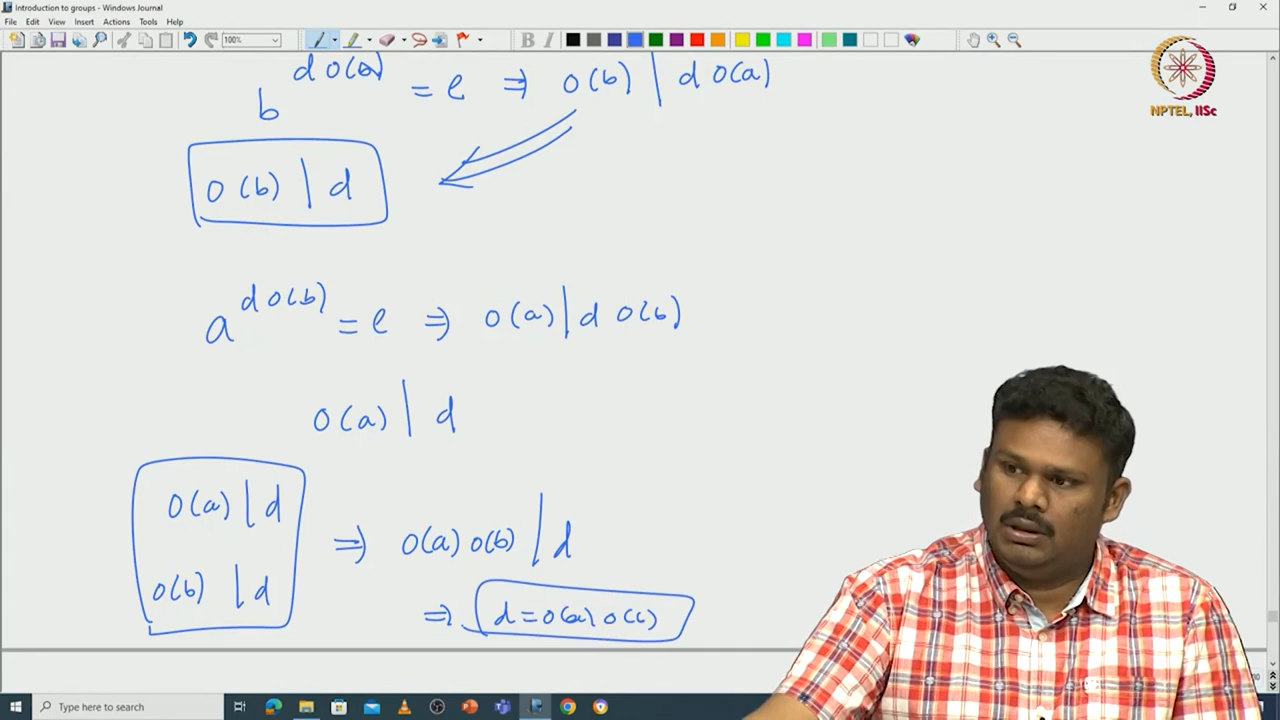 Introduction to groups - Windows Journal
File Edit View Insert Actions Tools Help
100%
B I
NPTEL, IISc
b^{d o(a)} = e ⇒ o(b) | d o(a)
o(b) | d
a^{d o(b)} = e ⇒ o(a) | d o(b)
o(a) | d
o(a) | d
o(b) | d
⇒ o(a) o(b) | d
⇒ d = o(a) o(c)
Type here to search